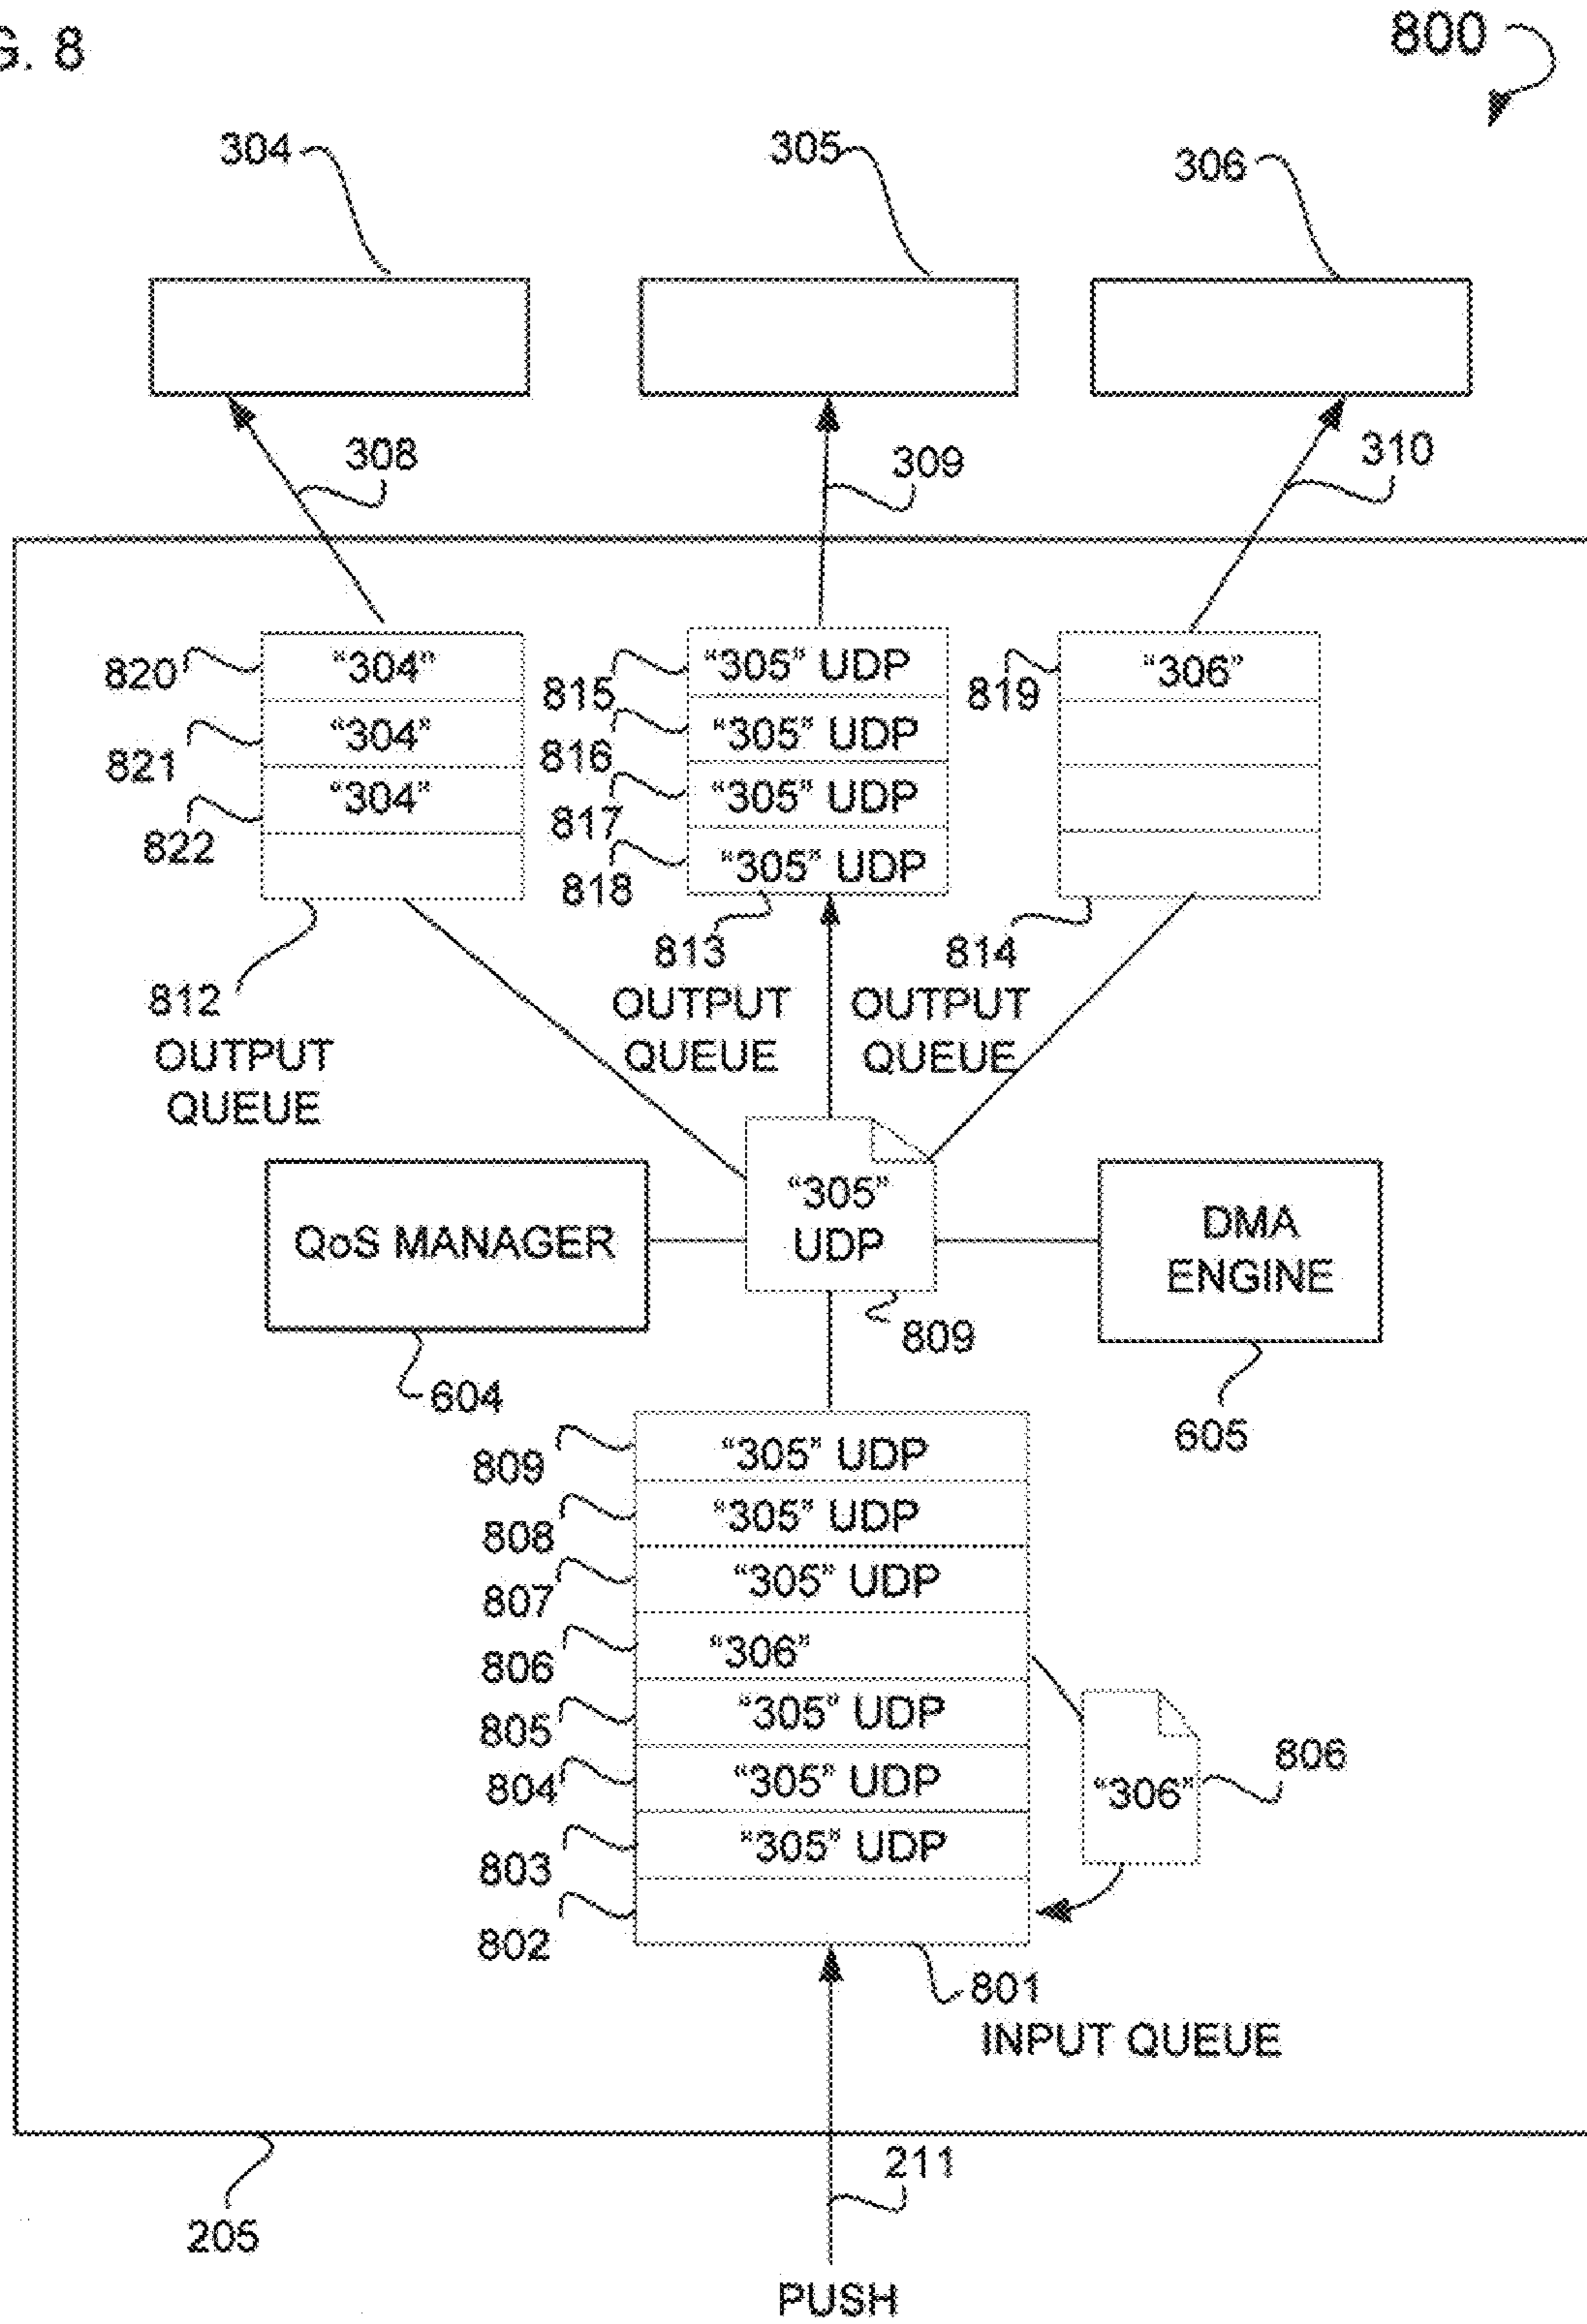 G. 8
800
304
305
306
308
309
310
820
"304"
815
"305" UDP
819
"306"
821
"304"
816
"305" UDP
822
"304"
817
"305" UDP
818
"305" UDP
812
OUTPUT
QUEUE
813
OUTPUT
QUEUE
814
OUTPUT
QUEUE
QoS MANAGER
604
"305"
UDP
809
DMA
ENGINE
605
809
"305" UDP
808
"305" UDP
807
"305" UDP
806
"306"
805
"305" UDP
804
"305" UDP
803
"305" UDP
802
"306"
806
801
INPUT QUEUE
205
211
PUSH